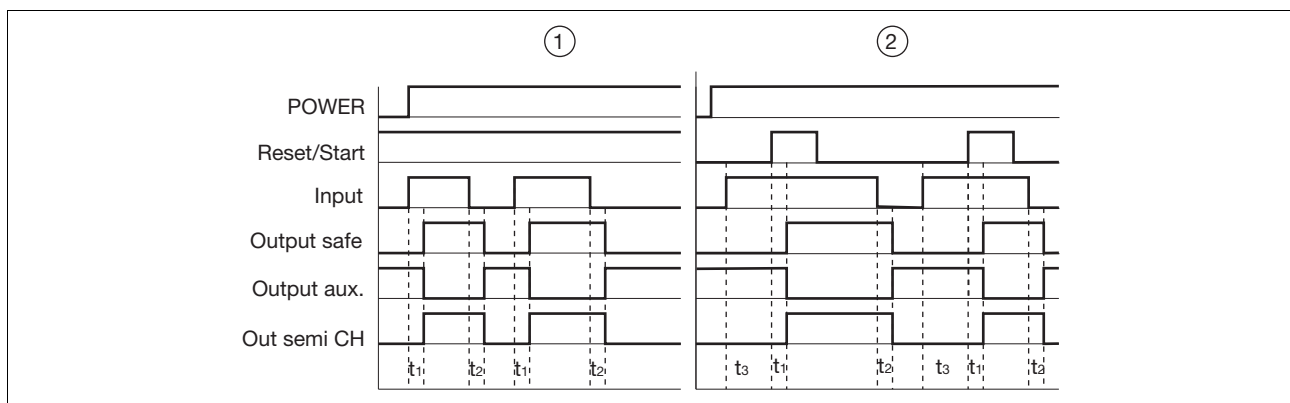 ① ②
POWER
Reset/Start
Input
Output safe
Output aux.
Out semi CH
t1 t2 t1 t2 t3 t1 t2 t3 t1 t2